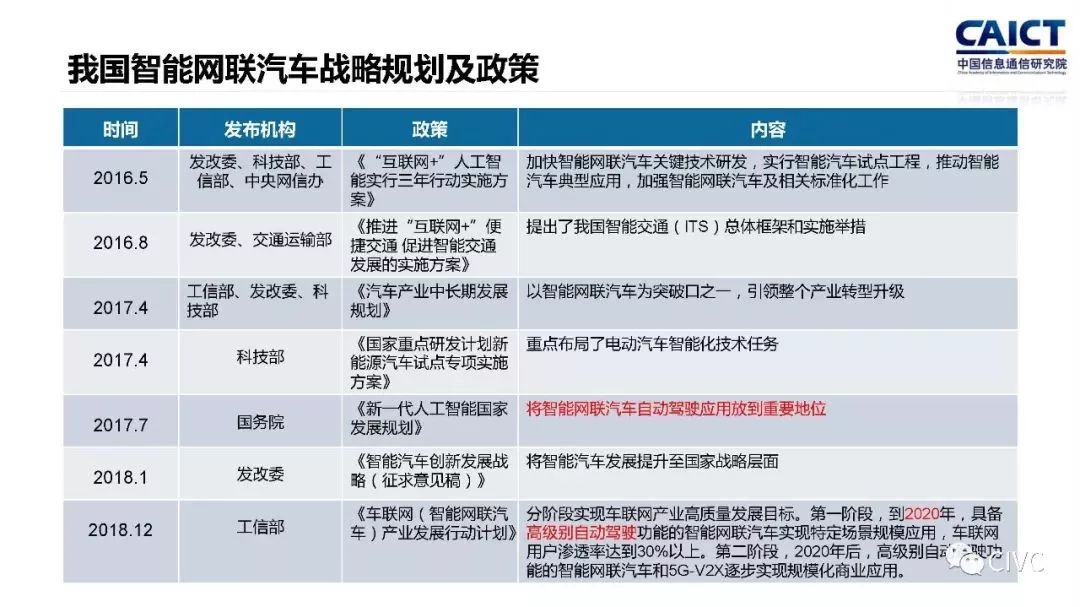 CAICT
中国信息通信研究院
China Academy of Information and Communications Technology
我国智能网联汽车战略规划及政策
时间 发布机构 政策 内容
2016.5
发改委、科技部、工
信部、中央网信办
《“互联网+”人工智
能实行三年行动实施方
案》
加快智能网联汽车关键技术研发，实行智能汽车试点工程，推动智能
汽车典型应用，加强智能网联汽车及相关标准化工作
2016.8
发改委、交通运输部
《推进“互联网+”便
捷交通 促进智能交通
发展的实施方案》
提出了我国智能交通（ITS）总体框架和实施举措
2017.4
工信部、发改委、科
技部
《汽车产业中长期发展
规划》
以智能网联汽车为突破口之一，引领整个产业转型升级
2017.4
科技部
《国家重点研发计划新
能源汽车试点专项实施
方案》
重点布局了电动汽车智能化技术任务
2017.7
国务院
《新一代人工智能国家
发展规划》
将智能网联汽车自动驾驶应用放到重要地位
2018.1
发改委
《智能汽车创新发展战
略（征求意见稿）》
将智能汽车发展提升至国家战略层面
2018.12
工信部
《车联网（智能网联汽
车）产业发展行动计划》
分阶段实现车联网产业高质量发展目标。第一阶段，到2020年，具备
高级别自动驾驶功能的智能网联汽车实现特定场景规模应用，车联网
用户渗透率达到30%以上。第二阶段，2020年后，高级别自动驾驶功
能的智能网联汽车和5G-V2X逐步实现规模化商业应用。
CIVC